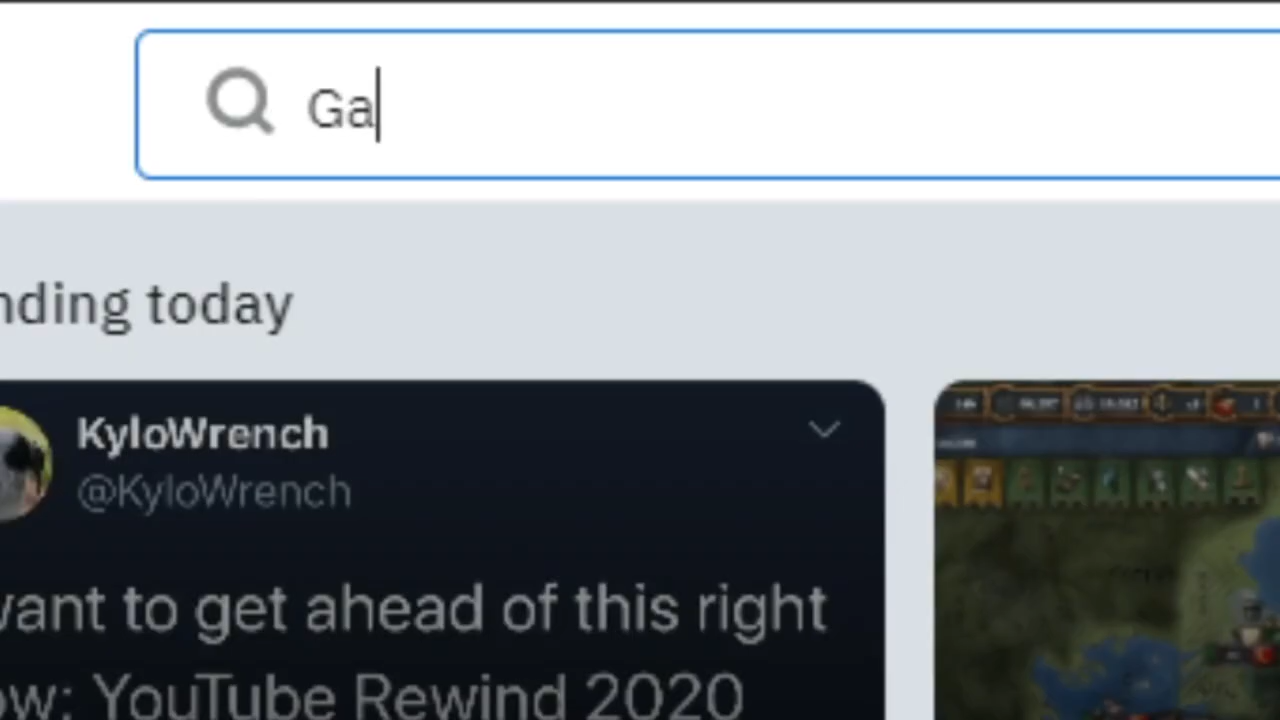 Ga
nding today
KyloWrench
@KyloWrench
want to get ahead of this right
ow: YouTube Rewind 2020